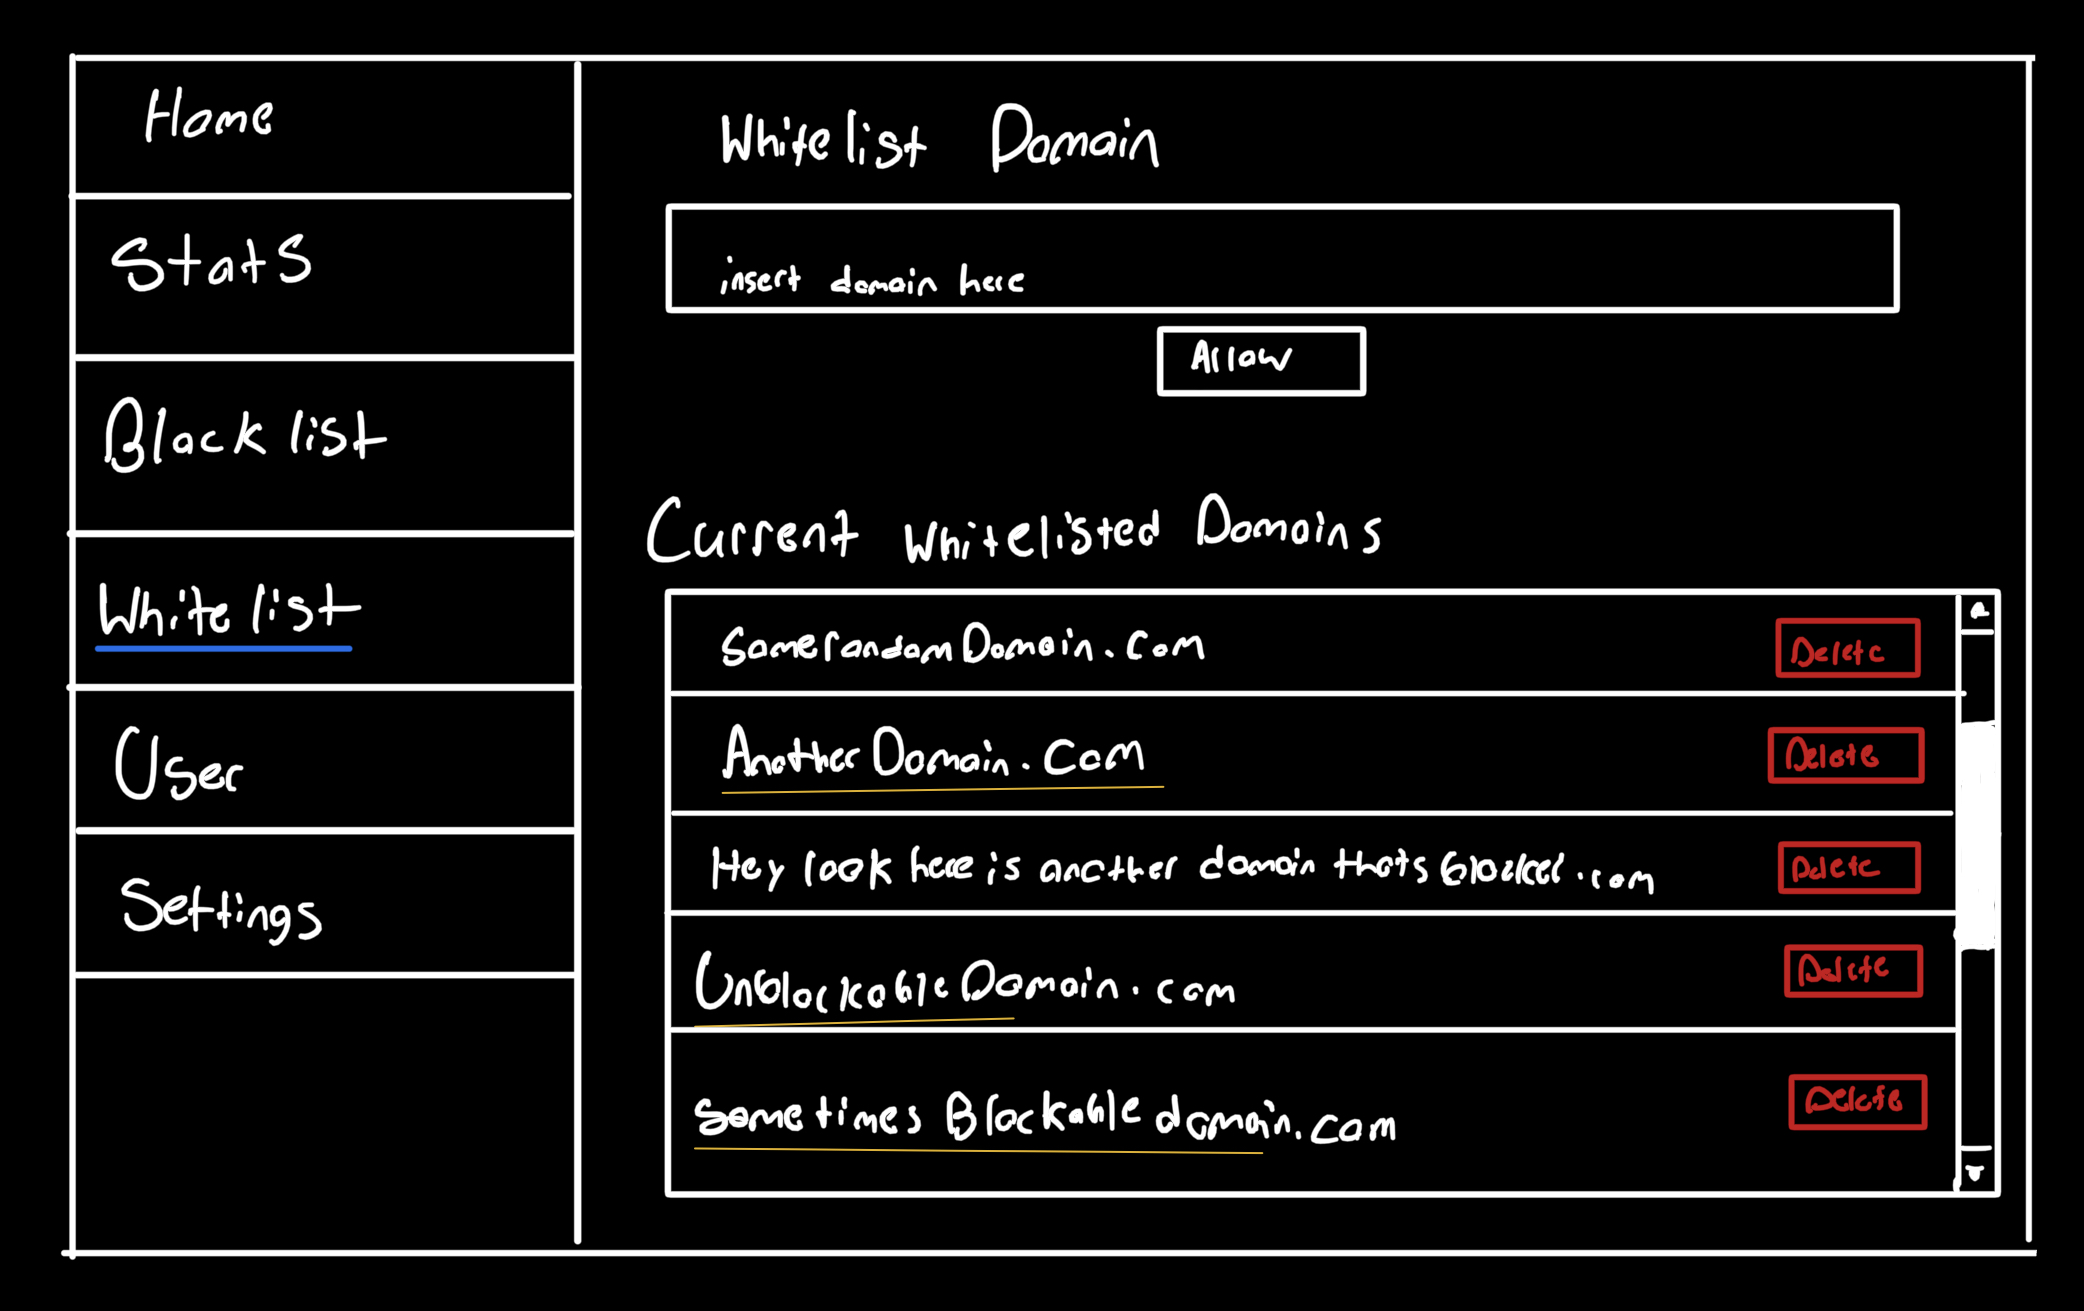 Home
Stats
Black list
White list
User
Settings
Whitelist Domain
insert domain here
Allow
Current Whitelisted Domains
somerandomDomain.com
Delete
AnotherDomain.com
Delete
Hey look here is another domain thats blocked.com
Delete
UnblockableDomain.com
Delete
sometimes Blockable domain.com
Delete